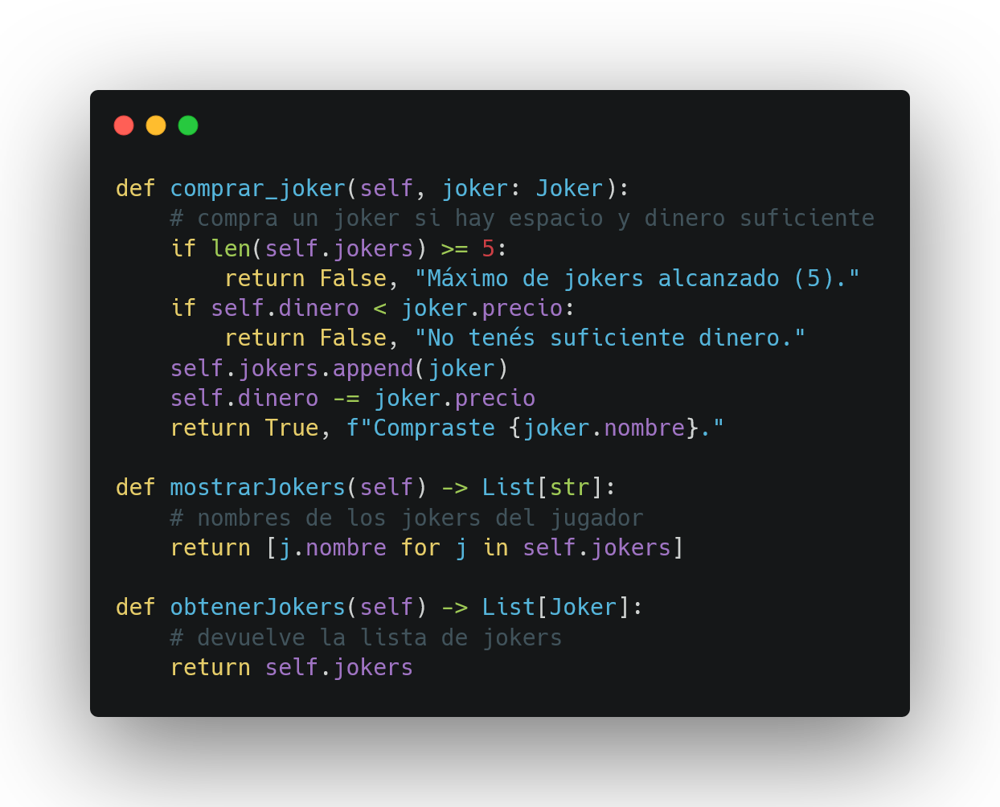 def comprar_joker(self, joker: Joker):
    # compra un joker si hay espacio y dinero suficiente
    if len(self.jokers) >= 5:
        return False, "Máximo de jokers alcanzado (5)."
    if self.dinero < joker.precio:
        return False, "No tenés suficiente dinero."
    self.jokers.append(joker)
    self.dinero -= joker.precio
    return True, f"Compraste {joker.nombre}."

def mostrarJokers(self) -> List[str]:
    # nombres de los jokers del jugador
    return [j.nombre for j in self.jokers]

def obtenerJokers(self) -> List[Joker]:
    # devuelve la lista de jokers
    return self.jokers